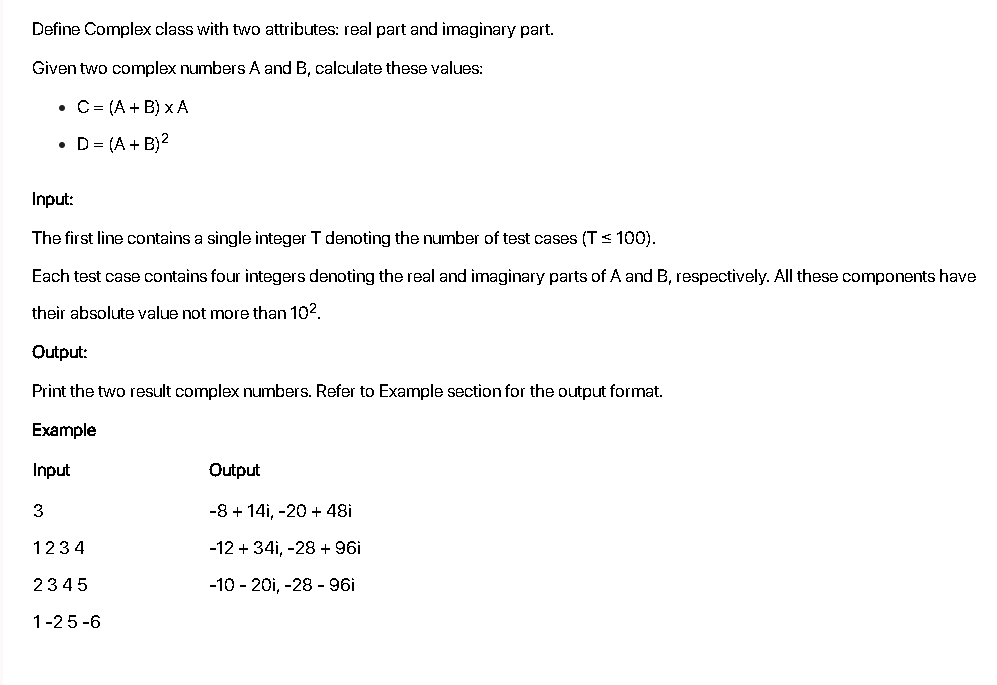 Define Complex class with two attributes: real part and imaginary part.
Given two complex numbers A and B, calculate these values:
• C = (A + B) x A
• D = (A + B)²
Input:
The first line contains a single integer T denoting the number of test cases (T ≤ 100).
Each test case contains four integers denoting the real and imaginary parts of A and B, respectively. All these components have
their absolute value not more than 10².
Output:
Print the two result complex numbers. Refer to Example section for the output format.
Example
Input Output
3 -8 + 14i, -20 + 48i
1 2 3 4 -12 + 34i, -28 + 96i
2 3 4 5 -10 - 20i, -28 - 96i
1 -2 5 -6